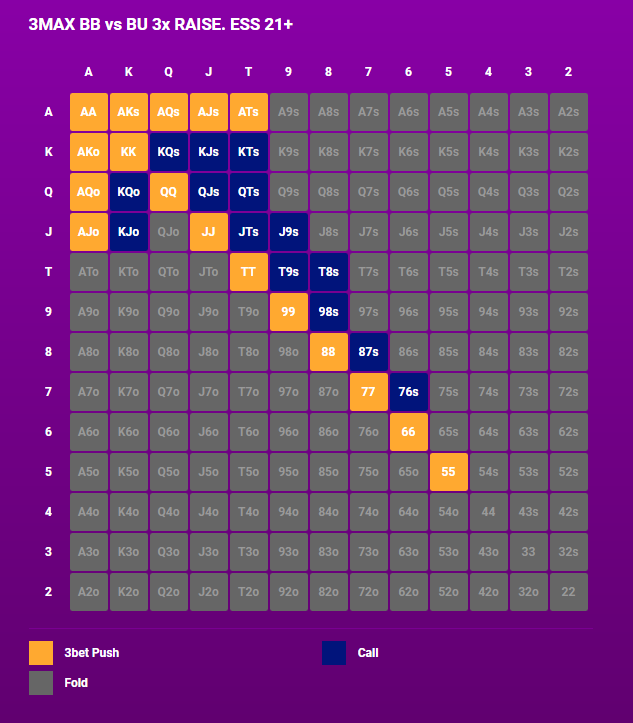 3MAX BB vs BU 3x RAISE. ESS 21+
A K Q J T 9 8 7 6 5 4 3 2
A AA AKs AQs AJs ATs A9s A8s A7s A6s A5s A4s A3s A2s
K AKo KK KQs KJs KTs K9s K8s K7s K6s K5s K4s K3s K2s
Q AQo KQo QQ QJs QTs Q9s Q8s Q7s Q6s Q5s Q4s Q3s Q2s
J AJo KJo QJo JJ JTs J9s J8s J7s J6s J5s J4s J3s J2s
T ATo KTo QTo JTo TT T9s T8s T7s T6s T5s T4s T3s T2s
9 A9o K9o Q9o J9o T9o 99 98s 97s 96s 95s 94s 93s 92s
8 A8o K8o Q8o J8o T8o 98o 88 87s 86s 85s 84s 83s 82s
7 A7o K7o Q7o J7o T7o 97o 87o 77 76s 75s 74s 73s 72s
6 A6o K6o Q6o J6o T6o 96o 86o 76o 66 65s 64s 63s 62s
5 A5o K5o Q5o J5o T5o 95o 85o 75o 65o 55 54s 53s 52s
4 A4o K4o Q4o J4o T4o 94o 84o 74o 64o 54o 44 43s 42s
3 A3o K3o Q3o J3o T3o 93o 83o 73o 63o 53o 43o 33 32s
2 A2o K2o Q2o J2o T2o 92o 82o 72o 62o 52o 42o 32o 22
3bet Push Call
Fold